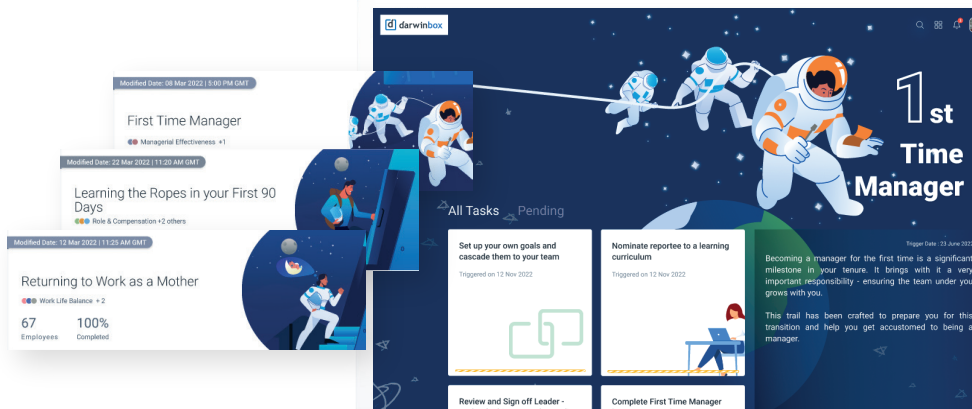 Modified Date: 08 Mar 2022 | 5:00 PM GMT
First Time Manager
Managerial Effectiveness +1
Modified Date: 22 Mar 2022 | 11:20 AM GMT
Learning the Ropes in your First 90
Days
Role & Compensation +2 others
Modified Date: 12 Mar 2022 | 11:25 AM GMT
Returning to Work as a Mother
Work Life Balance + 2
67
Employees
100%
Completed
d darwinbox
1st
Time
Manager
All Tasks
Pending
Set up your own goals and
cascade them to your team
Triggered on 12 Nov 2022
Nominate reportee to a learning
curriculum
Triggered on 12 Nov 2022
Trigger Date : 23 June 2022
Becoming a manager for the first time is a significant
milestone in your tenure. It brings with it a very
important responsibility - ensuring the team under you
grows with you.
This trail has been crafted to prepare you for this
transition and help you get accustomed to being a
manager.
Review and Sign off Leader -
Complete First Time Manager